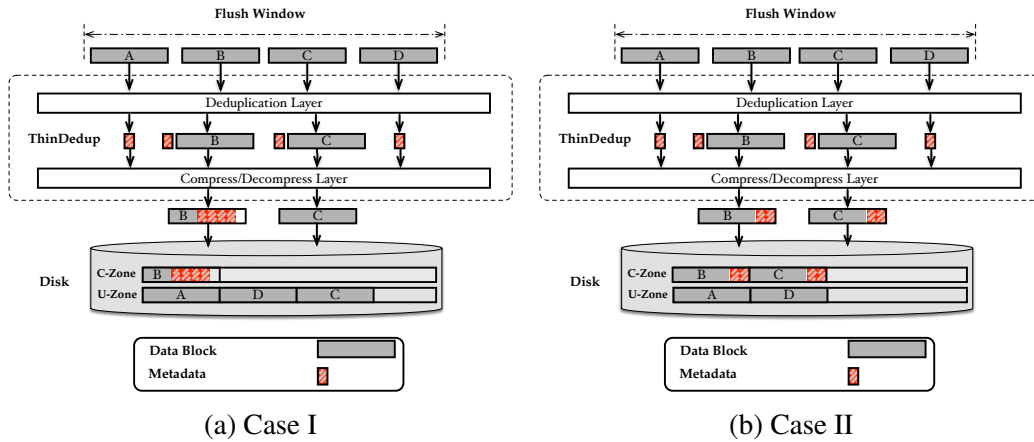 Flush Window
A B C D
Deduplication Layer
ThinDedup
B C
Compress/Decompress Layer
B C
Disk
C-Zone B
U-Zone A D C
Data Block
Metadata
(a) Case I
Flush Window
A B C D
Deduplication Layer
ThinDedup
B C
Compress/Decompress Layer
B C
Disk
C-Zone B C
U-Zone A D
Data Block
Metadata
(b) Case II